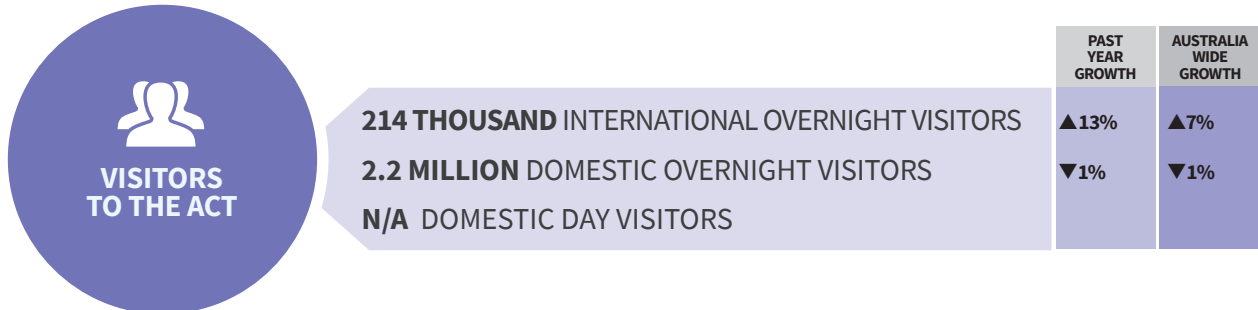 PAST
YEAR
GROWTH
AUSTRALIA
WIDE
GROWTH
VISITORS
TO THE ACT
214 THOUSAND INTERNATIONAL OVERNIGHT VISITORS ▲13% ▲7%
2.2 MILLION DOMESTIC OVERNIGHT VISITORS ▼1% ▼1%
N/A DOMESTIC DAY VISITORS